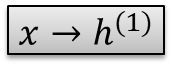 x → h⁽¹⁾